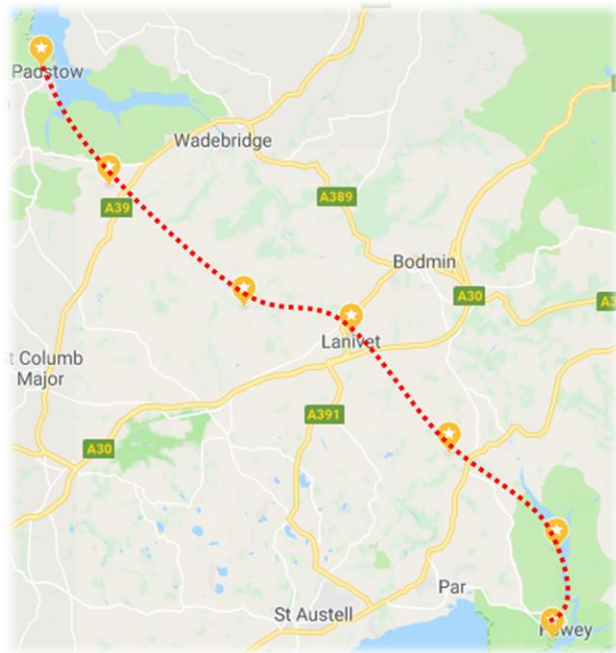 Padstow
Wadebridge
A39
A389
Bodmin
A30
Lanivet
t Columb
Major
A391
A30
Par
St Austell